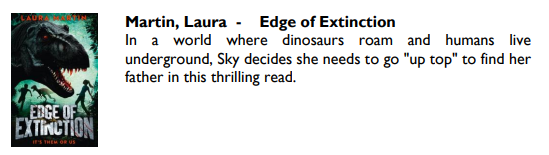 LAURA MARTIN
EDGE OF
EXTINCTION
IT'S THEM OR US
Martin, Laura - Edge of Extinction
In a world where dinosaurs roam and humans live
underground, Sky decides she needs to go "up top" to find her
father in this thrilling read.